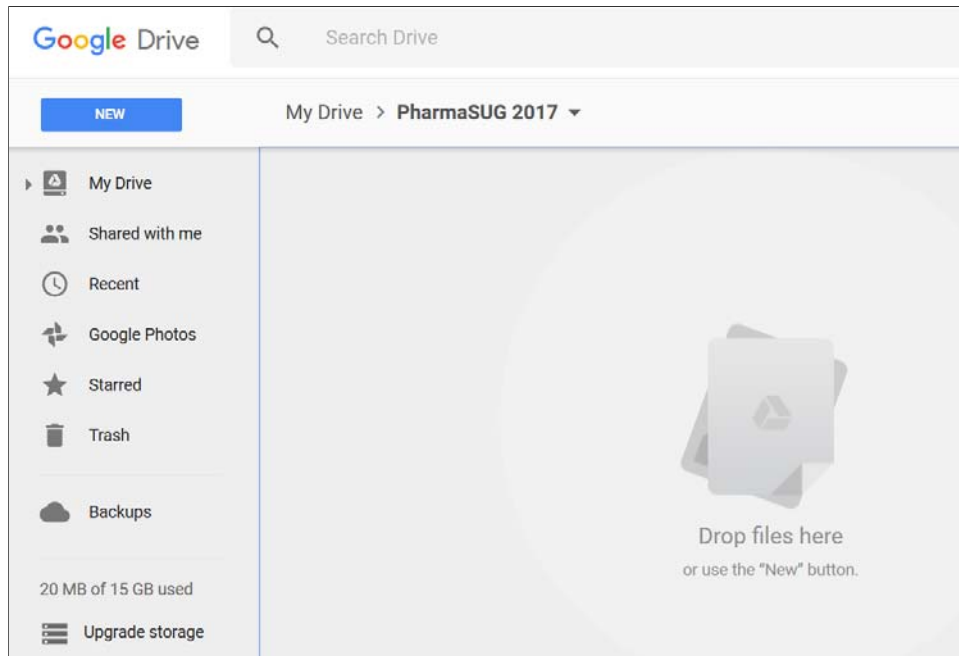 Google Drive
Search Drive
NEW
My Drive > PharmaSUG 2017
My Drive
Shared with me
Recent
Google Photos
Starred
Trash
Backups
20 MB of 15 GB used
Upgrade storage
Drop files here
or use the “New” button.